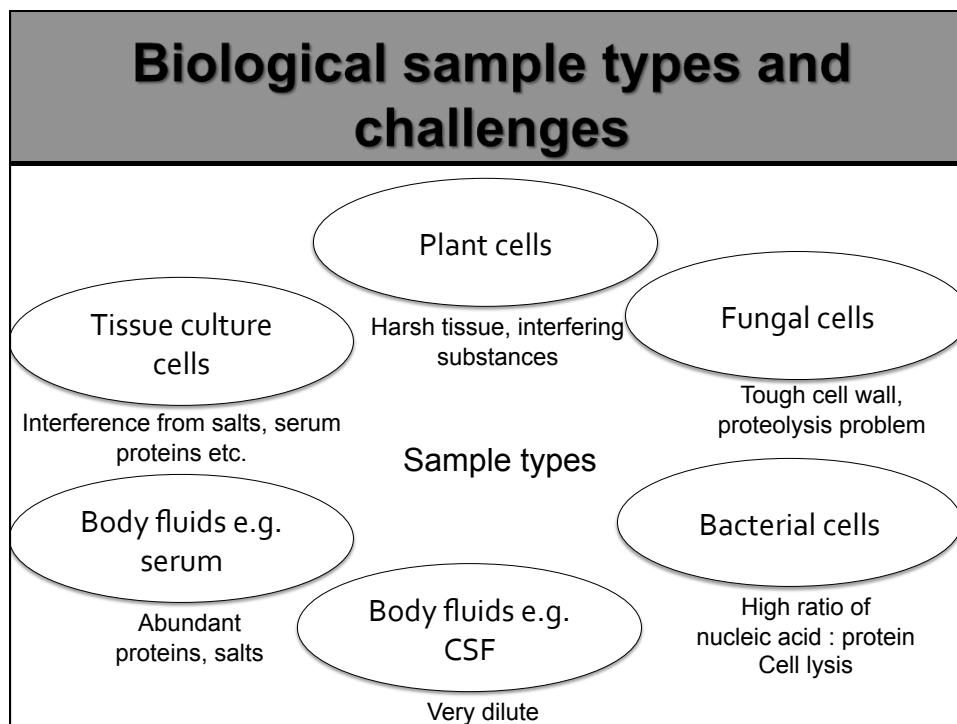 Biological sample types and
challenges
Plant cells
Harsh tissue, interfering
substances
Fungal cells
Tough cell wall,
proteolysis problem
Tissue culture
cells
Interference from salts, serum
proteins etc.
Sample types
Body fluids e.g.
serum
Abundant
proteins, salts
Body fluids e.g.
CSF
Very dilute
Bacterial cells
High ratio of
nucleic acid : protein
Cell lysis